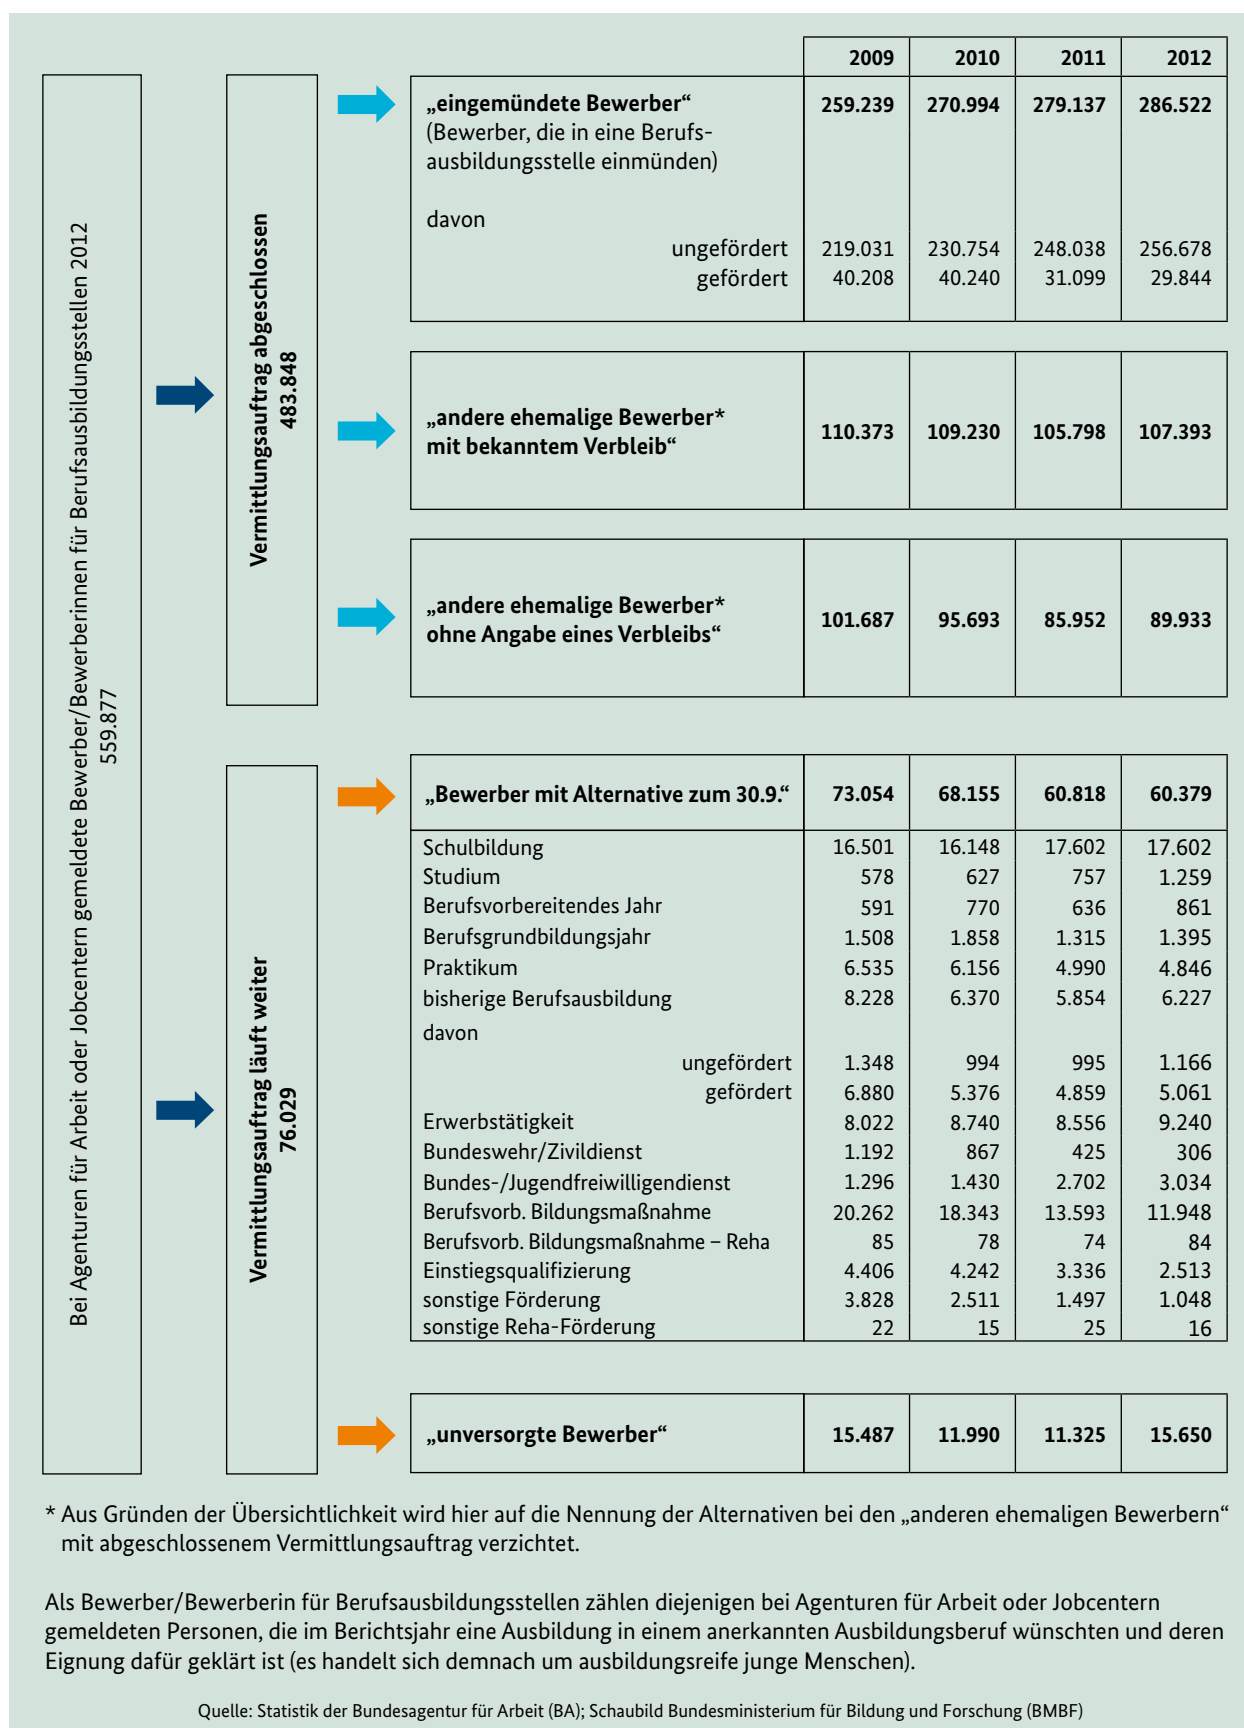 2009 2010 2011 2012
„eingemündete Bewerber“ 259.239 270.994 279.137 286.522
(Bewerber, die in eine Berufs-
ausbildungsstelle einmünden)
davon
ungefördert 219.031 230.754 248.038 256.678
gefördert 40.208 40.240 31.099 29.844
Bei Agenturen für Arbeit oder Jobcentern gemeldete Bewerber/Bewerberinnen für Berufsausbildungsstellen 2012
559.877
Vermittlungsauftrag abgeschlossen
483.848
„andere ehemalige Bewerber*
mit bekanntem Verbleib“ 110.373 109.230 105.798 107.393
„andere ehemalige Bewerber*
ohne Angabe eines Verbleibs“ 101.687 95.693 85.952 89.933
Vermittlungsauftrag läuft weiter
76.029
„Bewerber mit Alternative zum 30.9.“ 73.054 68.155 60.818 60.379
Schulbildung 16.501 16.148 17.602 17.602
Studium 578 627 757 1.259
Berufsvorbereitendes Jahr 591 770 636 861
Berufsgrundbildungsjahr 1.508 1.858 1.315 1.395
Praktikum 6.535 6.156 4.990 4.846
bisherige Berufsausbildung 8.228 6.370 5.854 6.227
davon
ungefördert 1.348 994 995 1.166
gefördert 6.880 5.376 4.859 5.061
Erwerbstätigkeit 8.022 8.740 8.556 9.240
Bundeswehr/Zivildienst 1.192 867 425 306
Bundes-/Jugendfreiwilligendienst 1.296 1.430 2.702 3.034
Berufsvorb. Bildungsmaßnahme 20.262 18.343 13.593 11.948
Berufsvorb. Bildungsmaßnahme – Reha 85 78 74 84
Einstiegsqualifizierung 4.406 4.242 3.336 2.513
sonstige Förderung 3.828 2.511 1.497 1.048
sonstige Reha-Förderung 22 15 25 16
„unversorgte Bewerber“ 15.487 11.990 11.325 15.650
* Aus Gründen der Übersichtlichkeit wird hier auf die Nennung der Alternativen bei den „anderen ehemaligen Bewerbern“
mit abgeschlossenem Vermittlungsauftrag verzichtet.
Als Bewerber/Bewerberin für Berufsausbildungsstellen zählen diejenigen bei Agenturen für Arbeit oder Jobcentern
gemeldeten Personen, die im Berichtsjahr eine Ausbildung in einem anerkannten Ausbildungsberuf wünschten und deren
Eignung dafür geklärt ist (es handelt sich demnach um ausbildungsreife junge Menschen).
Quelle: Statistik der Bundesagentur für Arbeit (BA); Schaubild Bundesministerium für Bildung und Forschung (BMBF)